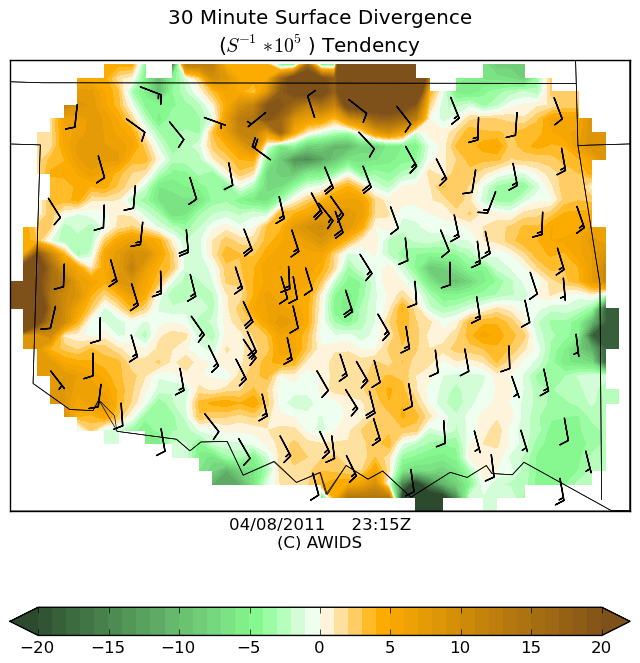 30 Minute Surface Divergence
(S⁻¹ * 10⁵ ) Tendency
04/08/2011 23:15Z
(C) AWIDS
−20 −15 −10 −5 0 5 10 15 20